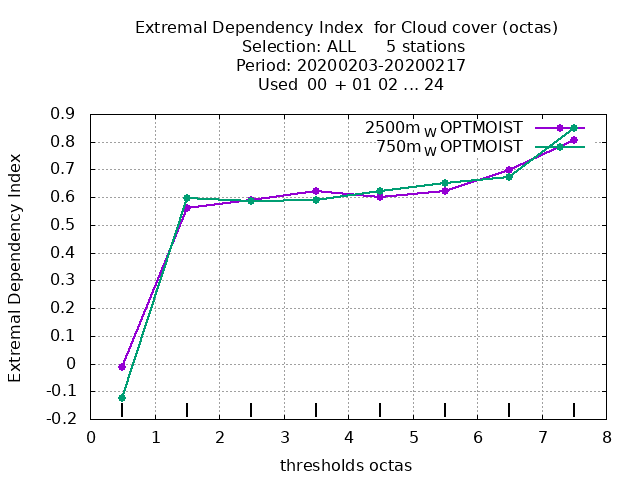 Extremal Dependency Index  for Cloud cover (octas)
Selection: ALL      5 stations
Period: 20200203-20200217
Used  00  + 01 02 ... 24
2500m W OPTMOIST
750m W OPTMOIST
Extremal Dependency Index
0.9
0.8
0.7
0.6
0.5
0.4
0.3
0.2
0.1
0
-0.1
-0.2
0 1 2 3 4 5 6 7 8
thresholds octas